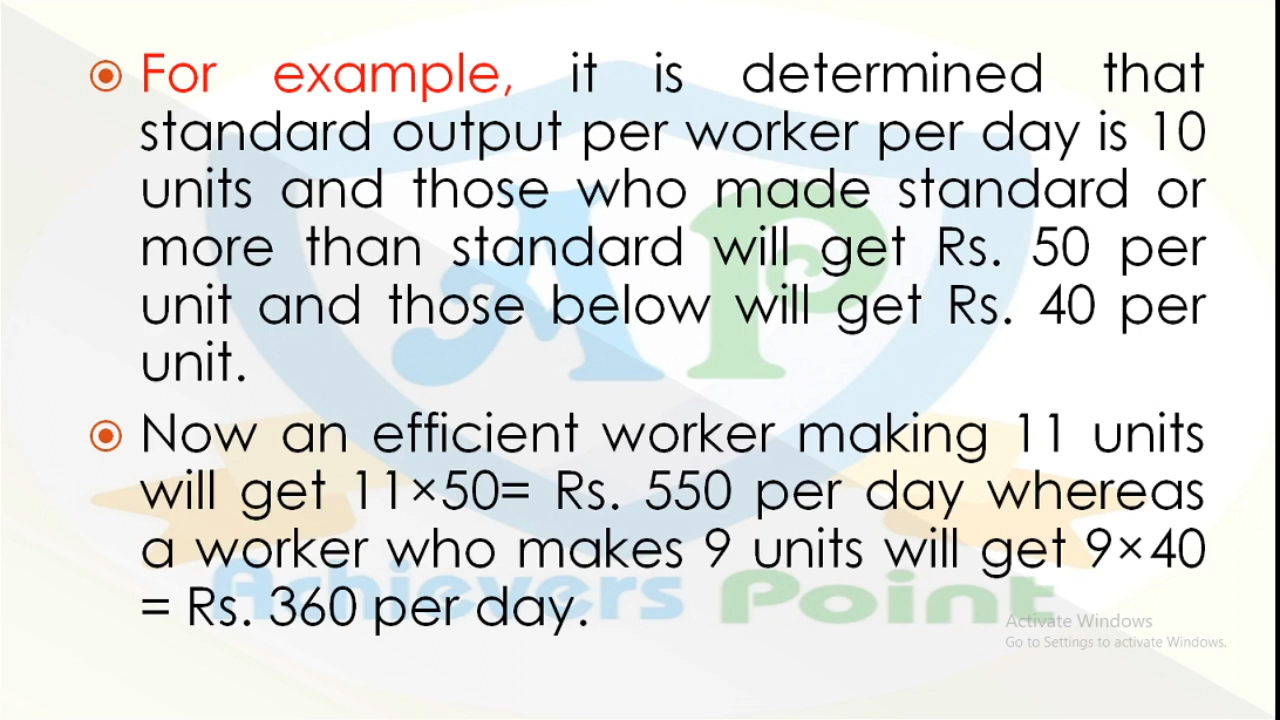 For example, it is determined that
standard output per worker per day is 10
units and those who made standard or
more than standard will get Rs. 50 per
unit and those below will get Rs. 40 per
unit.
Now an efficient worker making 11 units
will get 11×50= Rs. 550 per day whereas
a worker who makes 9 units will get 9×40
= Rs. 360 per day.
AP
Achievers Point
Activate Windows
Go to Settings to activate Windows.